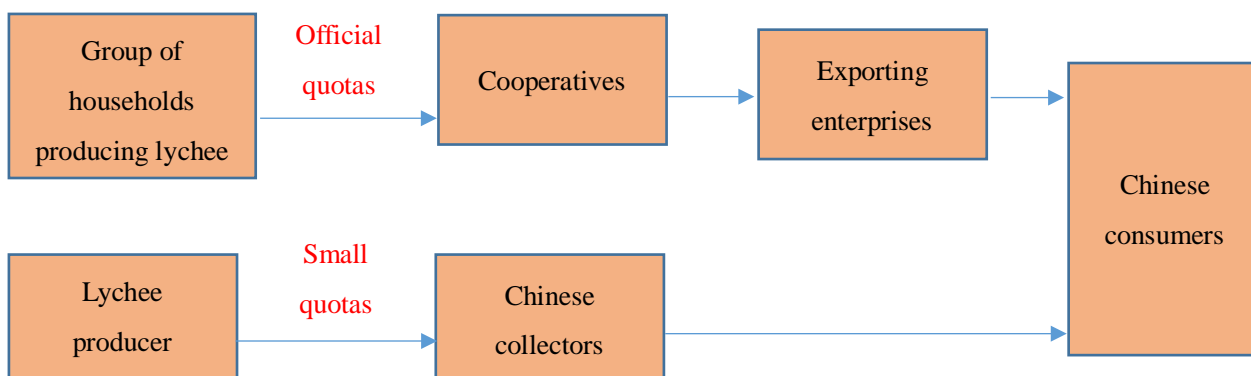 Group of
households
producing lychee
Official
quotas
Cooperatives
Exporting
enterprises
Chinese
consumers
Lychee
producer
Small
quotas
Chinese
collectors